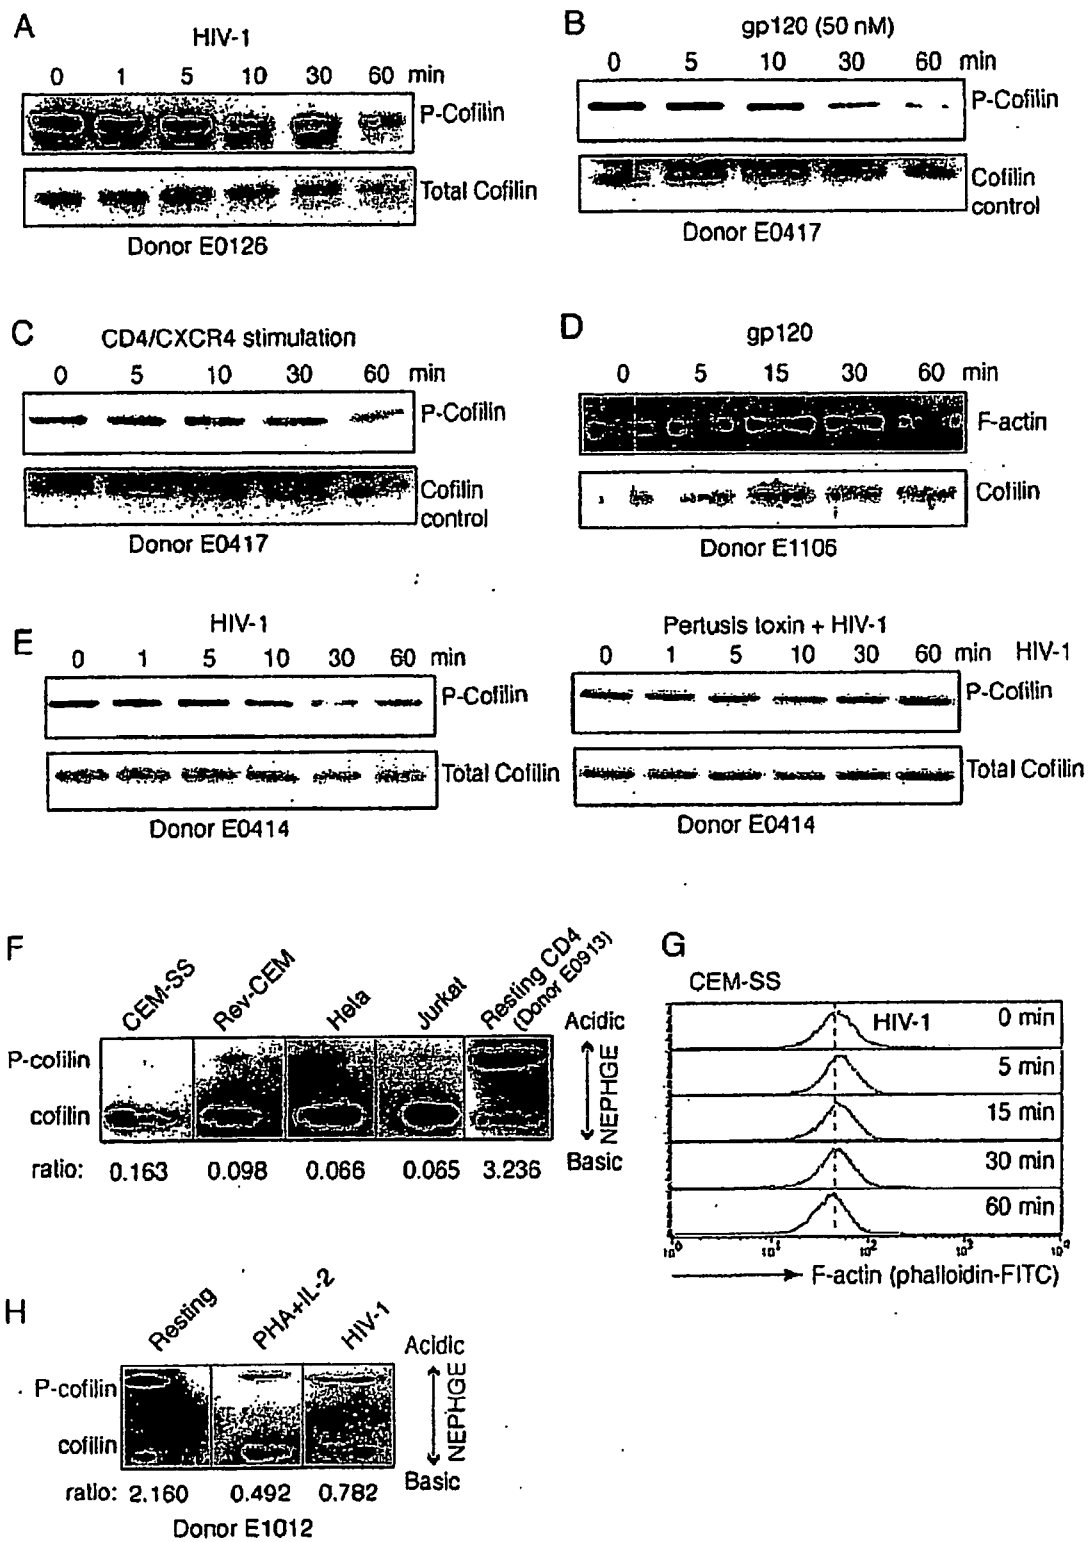 A
HIV-1
0 1 5 10 30 60 min
P-Cofilin
Total Cofilin
Donor E0126
B
gp120 (50 nM)
0 5 10 30 60 min
P-Cofilin
Cofilin
control
Donor E0417
C
CD4/CXCR4 stimulation
0 5 10 30 60 min
P-Cofilin
Cofilin
control
Donor E0417
D
gp120
0 5 15 30 60 min
F-actin
Cofilin
Donor E1106
E
HIV-1
0 1 5 10 30 60 min
P-Cofilin
Total Cofilin
Donor E0414
Pertusis toxin + HIV-1
0 1 5 10 30 60 min HIV-1
P-Cofilin
Total Cofilin
Donor E0414
F
CEM-SS
Rev-CEM
Hela
Jurkat
Resting CD4
(Donor E0913)
P-cofilin
cofilin
Acidic
NEPHGE
Basic
ratio: 0.163 0.098 0.066 0.065 3.236
G
CEM-SS
HIV-1
0 min
5 min
15 min
30 min
60 min
10⁰ 10¹ 10² 10³ 10⁴
F-actin (phalloidin-FITC)
H
Resting
PHA+IL-2
HIV-1
P-cofilin
cofilin
Acidic
NEPHGE
Basic
ratio: 2.160 0.492 0.782
Donor E1012